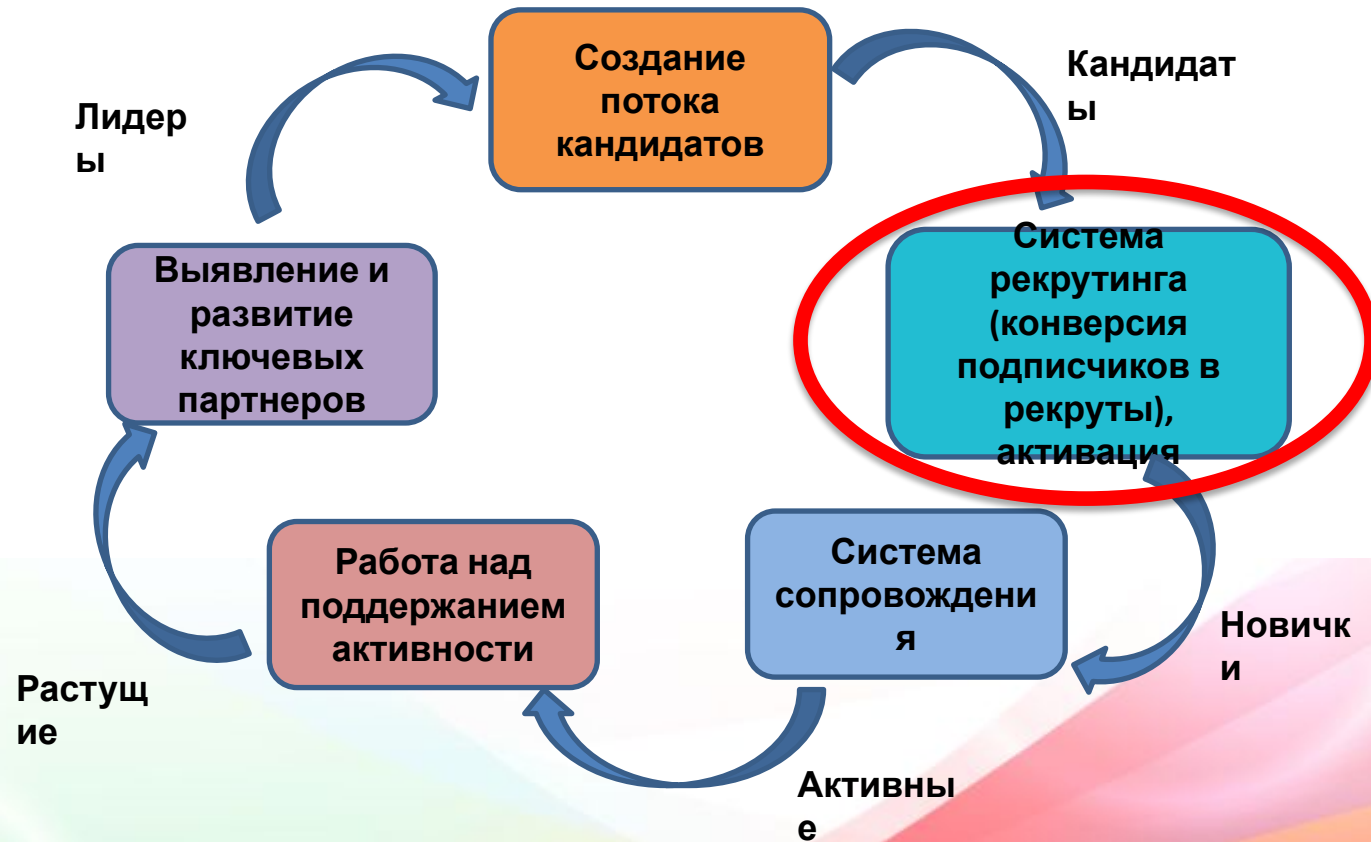 Создание
потока
кандидатов
Кандидат
ы
Лидер
ы
Система
рекрутинга
(конверсия
подписчиков в
рекруты),
активация
Выявление и
развитие
ключевых
партнеров
Работа над
поддержанием
активности
Система
сопровождени
я
Новичк
и
Растущ
ие
Активны
е